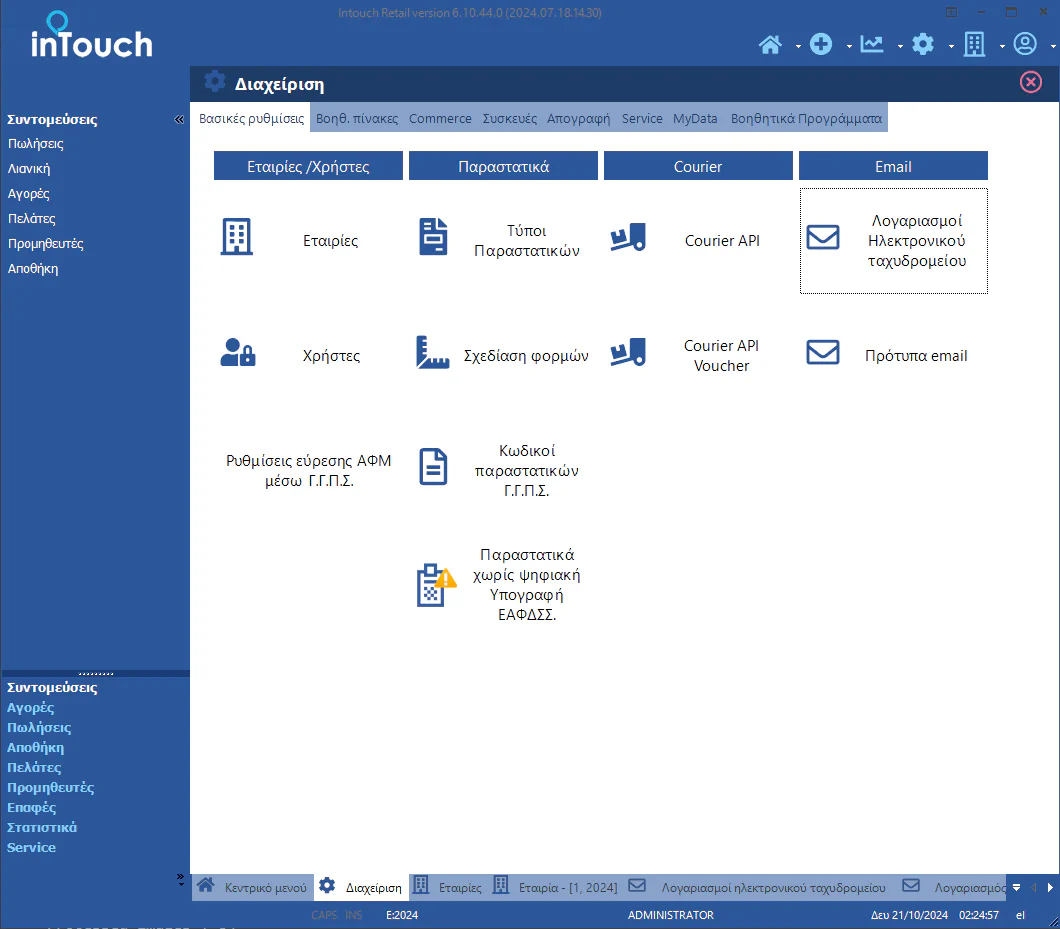 Intouch Retail version 6.10.44.0 (2024.07.18.1430)
inTouch
Διαχείριση
Συντομεύσεις
Πωλήσεις
Λιανική
Αγορές
Πελάτες
Προμηθευτές
Αποθήκη
Βασικές ρυθμίσεις Βοηθ. πίνακες Commerce Συσκευές Απογραφή Service MyData Βοηθητικά Προγράμματα
Εταιρίες /Χρήστες Παραστατικά Courier Email
Εταιρίες
Τύποι
Παραστατικών
Courier API
Λογαριασμοί
Ηλεκτρονικού
ταχυδρομείου
Χρήστες
Σχεδίαση φορμών
Courier API
Voucher
Πρότυπα email
Ρυθμίσεις εύρεσης ΑΦΜ
μέσω Γ.Γ.Π.Σ.
Κωδικοί
παραστατικών
Γ.Γ.Π.Σ.
Παραστατικά
χωρίς ψηφιακή
Υπογραφή
ΕΑΦΔΣΣ.
Συντομεύσεις
Αγορές
Πωλήσεις
Αποθήκη
Πελάτες
Προμηθευτές
Επαφές
Στατιστικά
Service
Κεντρικό μενού Διαχείριση Εταιρίες Εταιρία - [1, 2024] Λογαριασμοί ηλεκτρονικού ταχυδρομείου Λογαριασμός
CAPS INS E:2024 ADMINISTRATOR Δευ 21/10/2024 02:24:57 el